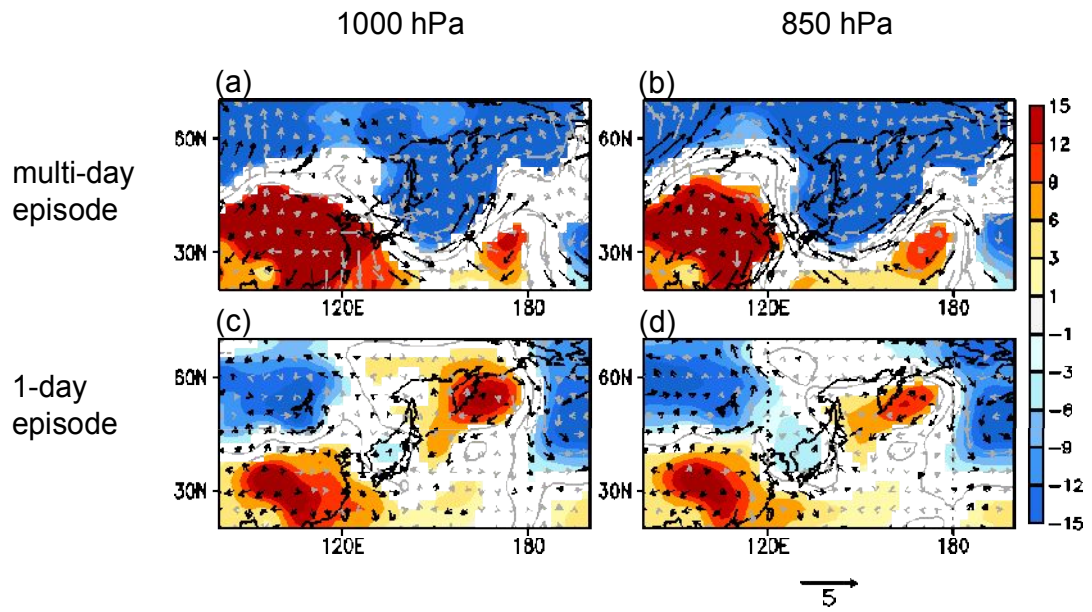 1000 hPa
850 hPa
multi-day
episode
1-day
episode
(a)
60N
30N
120E
180
(b)
60N
30N
120E
180
(c)
60N
30N
120E
180
(d)
60N
30N
120E
180
15
12
9
6
3
1
-1
-3
-6
-9
-12
-15
5